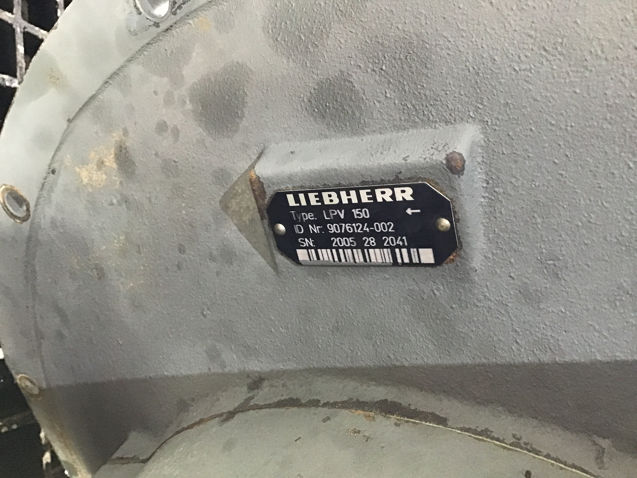 LIEBHERR
Type. LPV 150 ←
ID Nr. 9076124-002
SN: 2005 28 2041